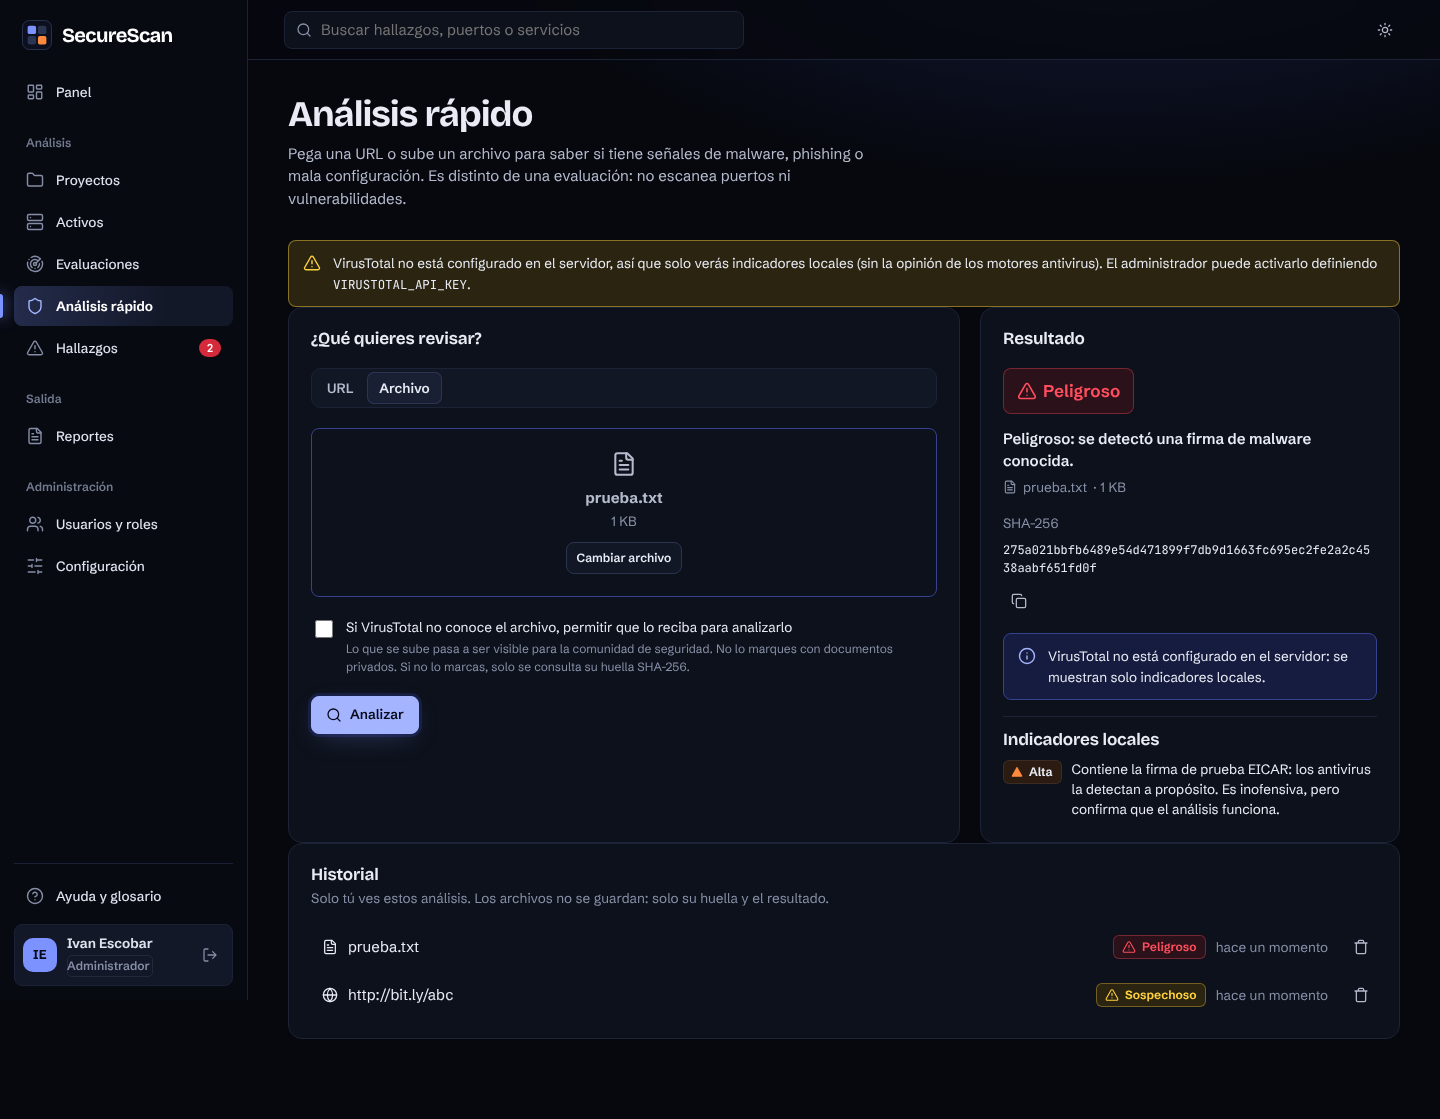 SecureScan
Buscar hallazgos, puertos o servicios
Panel
Análisis
Proyectos
Activos
Evaluaciones
Análisis rápido
Hallazgos
2
Salida
Reportes
Administración
Usuarios y roles
Configuración
Ayuda y glosario
IE
Ivan Escobar
Administrador
Análisis rápido
Pega una URL o sube un archivo para saber si tiene señales de malware, phishing o
mala configuración. Es distinto de una evaluación: no escanea puertos ni
vulnerabilidades.
VirusTotal no está configurado en el servidor, así que solo verás indicadores locales (sin la opinión de los motores antivirus). El administrador puede activarlo definiendo
VIRUSTOTAL_API_KEY.
¿Qué quieres revisar?
URL
Archivo
prueba.txt
1 KB
Cambiar archivo
Si VirusTotal no conoce el archivo, permitir que lo reciba para analizarlo
Lo que se sube pasa a ser visible para la comunidad de seguridad. No lo marques con documentos
privados. Si no lo marcas, solo se consulta su huella SHA-256.
Analizar
Resultado
Peligroso
Peligroso: se detectó una firma de malware
conocida.
prueba.txt · 1 KB
SHA-256
275a021bbfb6489e54d471899f7db9d1663fc695ec2fe2a2c45
38aabf651fd0f
VirusTotal no está configurado en el servidor: se
muestran solo indicadores locales.
Indicadores locales
Alta
Contiene la firma de prueba EICAR: los antivirus
la detectan a propósito. Es inofensiva, pero
confirma que el análisis funciona.
Historial
Solo tú ves estos análisis. Los archivos no se guardan: solo su huella y el resultado.
prueba.txt
Peligroso
hace un momento
http://bit.ly/abc
Sospechoso
hace un momento